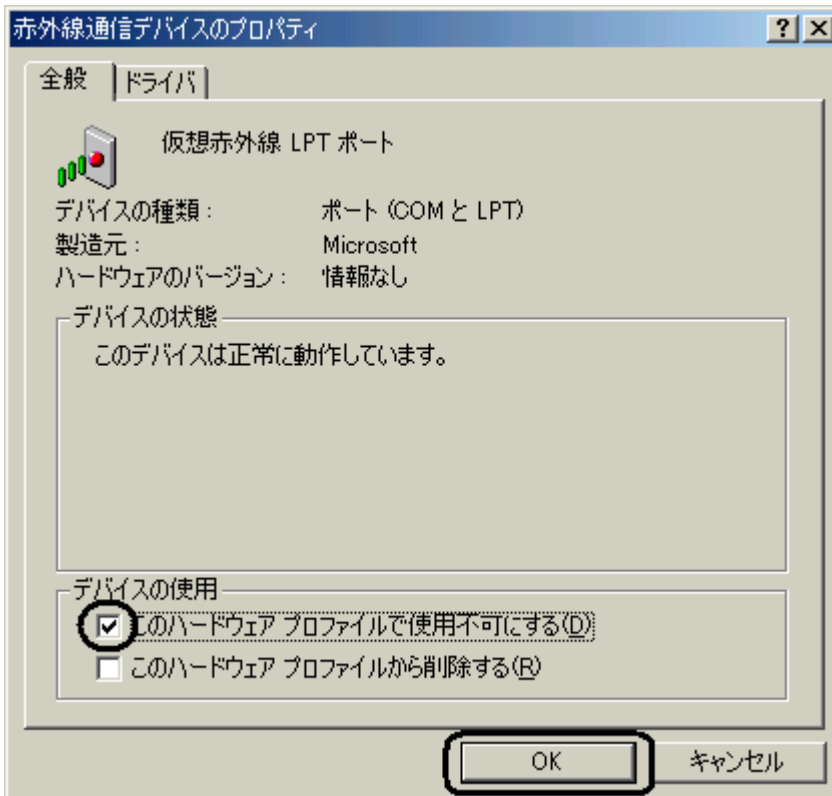 赤外線通信デバイスのプロパティ
全般 ドライバ
仮想赤外線 LPT ポート
デバイスの種類： ポート (COM と LPT)
製造元： Microsoft
ハードウェアのバージョン： 情報なし
デバイスの状態
このデバイスは正常に動作しています。
デバイスの使用
このハードウェア プロファイルで使用不可にする(D)
このハードウェア プロファイルから削除する(R)
OK キャンセル